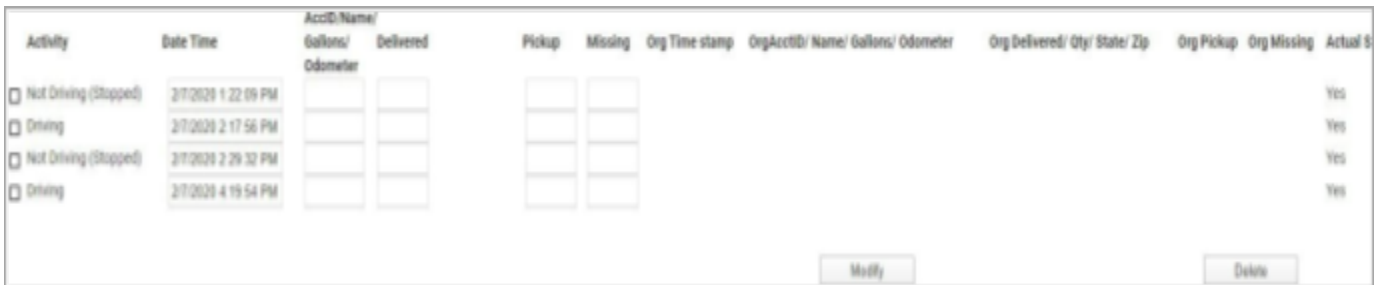 AccID/Name/
Activity Date Time Gallons/ Delivered Pickup Missing Org Time stamp OrgAcctID/ Name/ Gallons/ Odometer Org Delivered/ Qty/ State/ Zip Org Pickup Org Missing Actual S
Odometer
Not Driving (Stopped) 2/7/2020 1:22:09 PM Yes
Driving 2/7/2020 2:17:56 PM Yes
Not Driving (Stopped) 2/7/2020 2:29:32 PM Yes
Driving 2/7/2020 4:19:54 PM Yes
Modify Delete